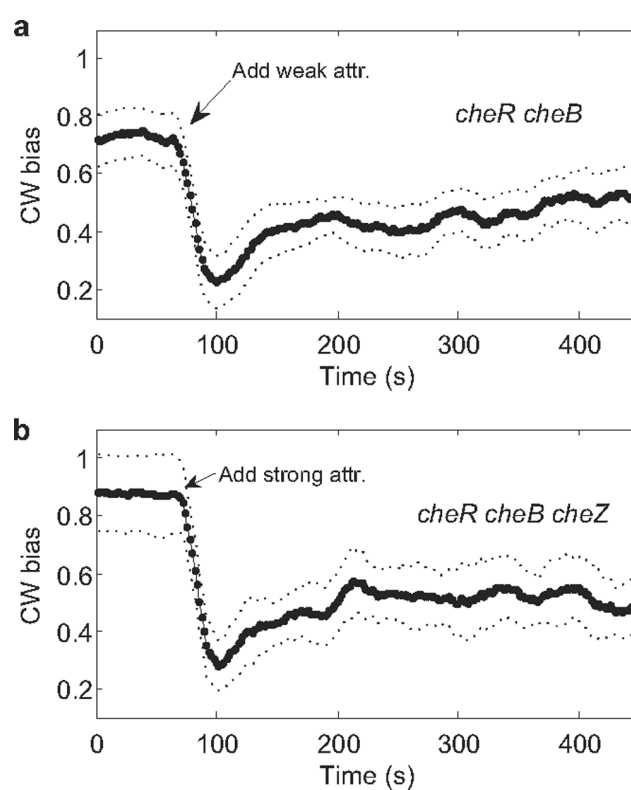 a
1
Add weak attr.
0.8
cheR cheB
0.6
CW bias
0.4
0.2
0 100 200 300 400
Time (s)
b
1
Add strong attr.
0.8
cheR cheB cheZ
0.6
CW bias
0.4
0.2
0 100 200 300 400
Time (s)